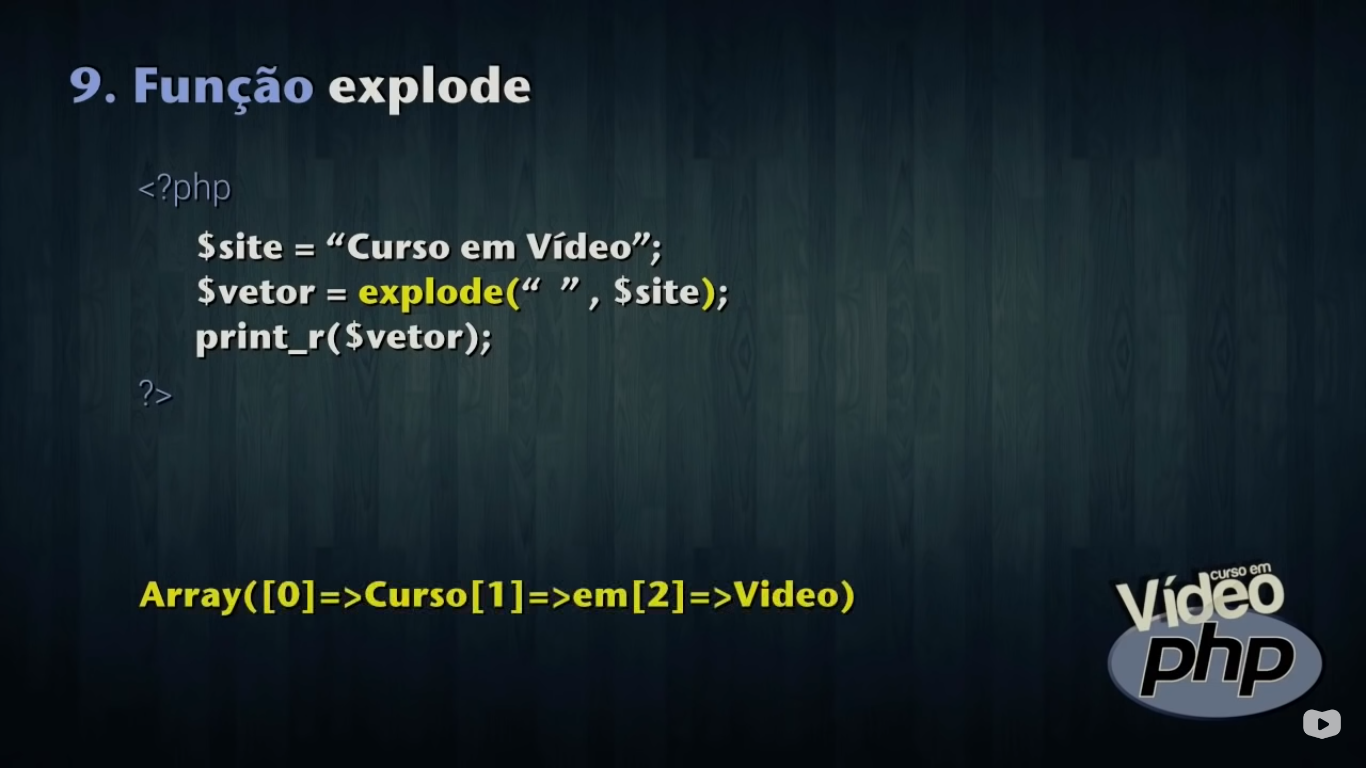 9. Função explode
<?php
$site = “Curso em Vídeo”;
$vetor = explode(“ ” , $site);
print_r($vetor);
?>
Array([0]=>Curso[1]=>em[2]=>Video)
curso em
Vídeo
php